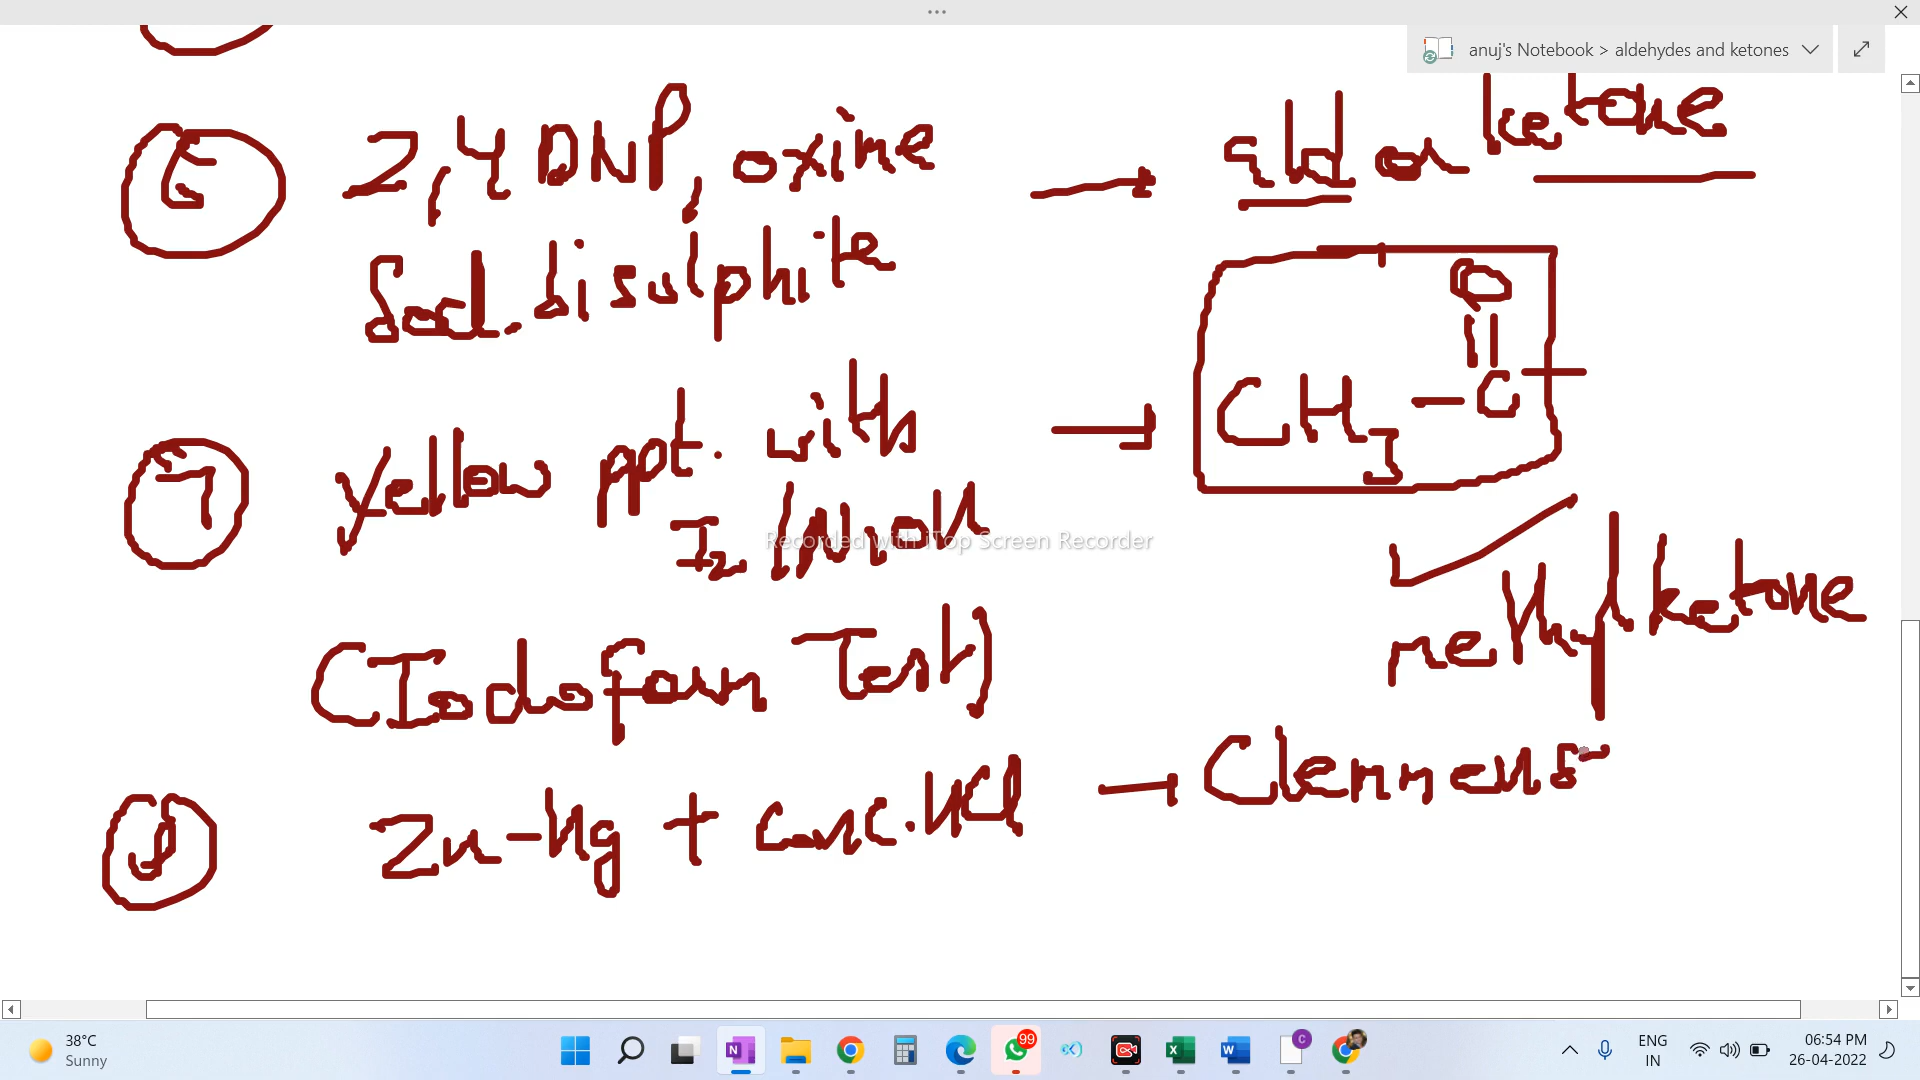 anuj's Notebook > aldehydes and ketones
6 2,4 DNP, oxime → ald or ketone
Sod. disulphite
O
7 yellow ppt. with → CH3 - C
I2/NaOH
methyl ketone
(Iodoform Test)
8 Zn-Hg + Conc. HCl → Clemmens
Recorded with iTop Screen Recorder
38°C
Sunny
99
ENG
IN
06:54 PM
26-04-2022